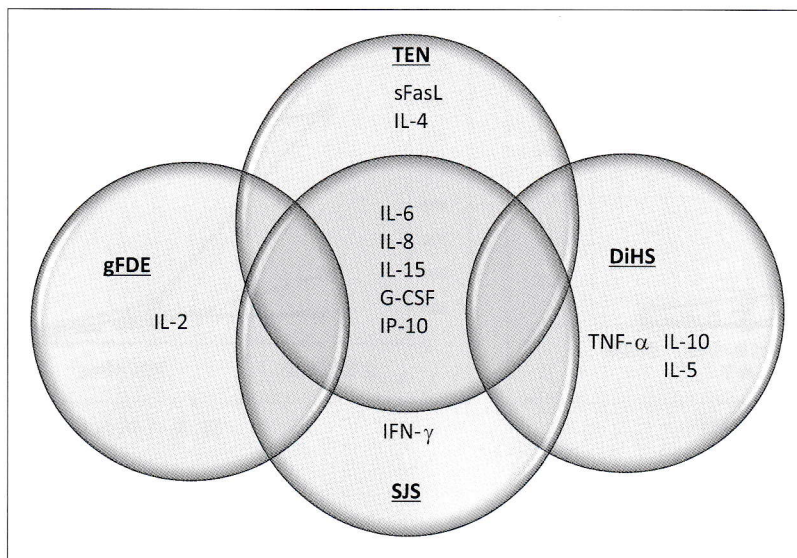 TEN
sFasL
IL-4
IL-6
IL-8
IL-15
G-CSF
IP-10
gFDE
IL-2
DiHS
TNF-α IL-10
IL-5
IFN-γ
SJS